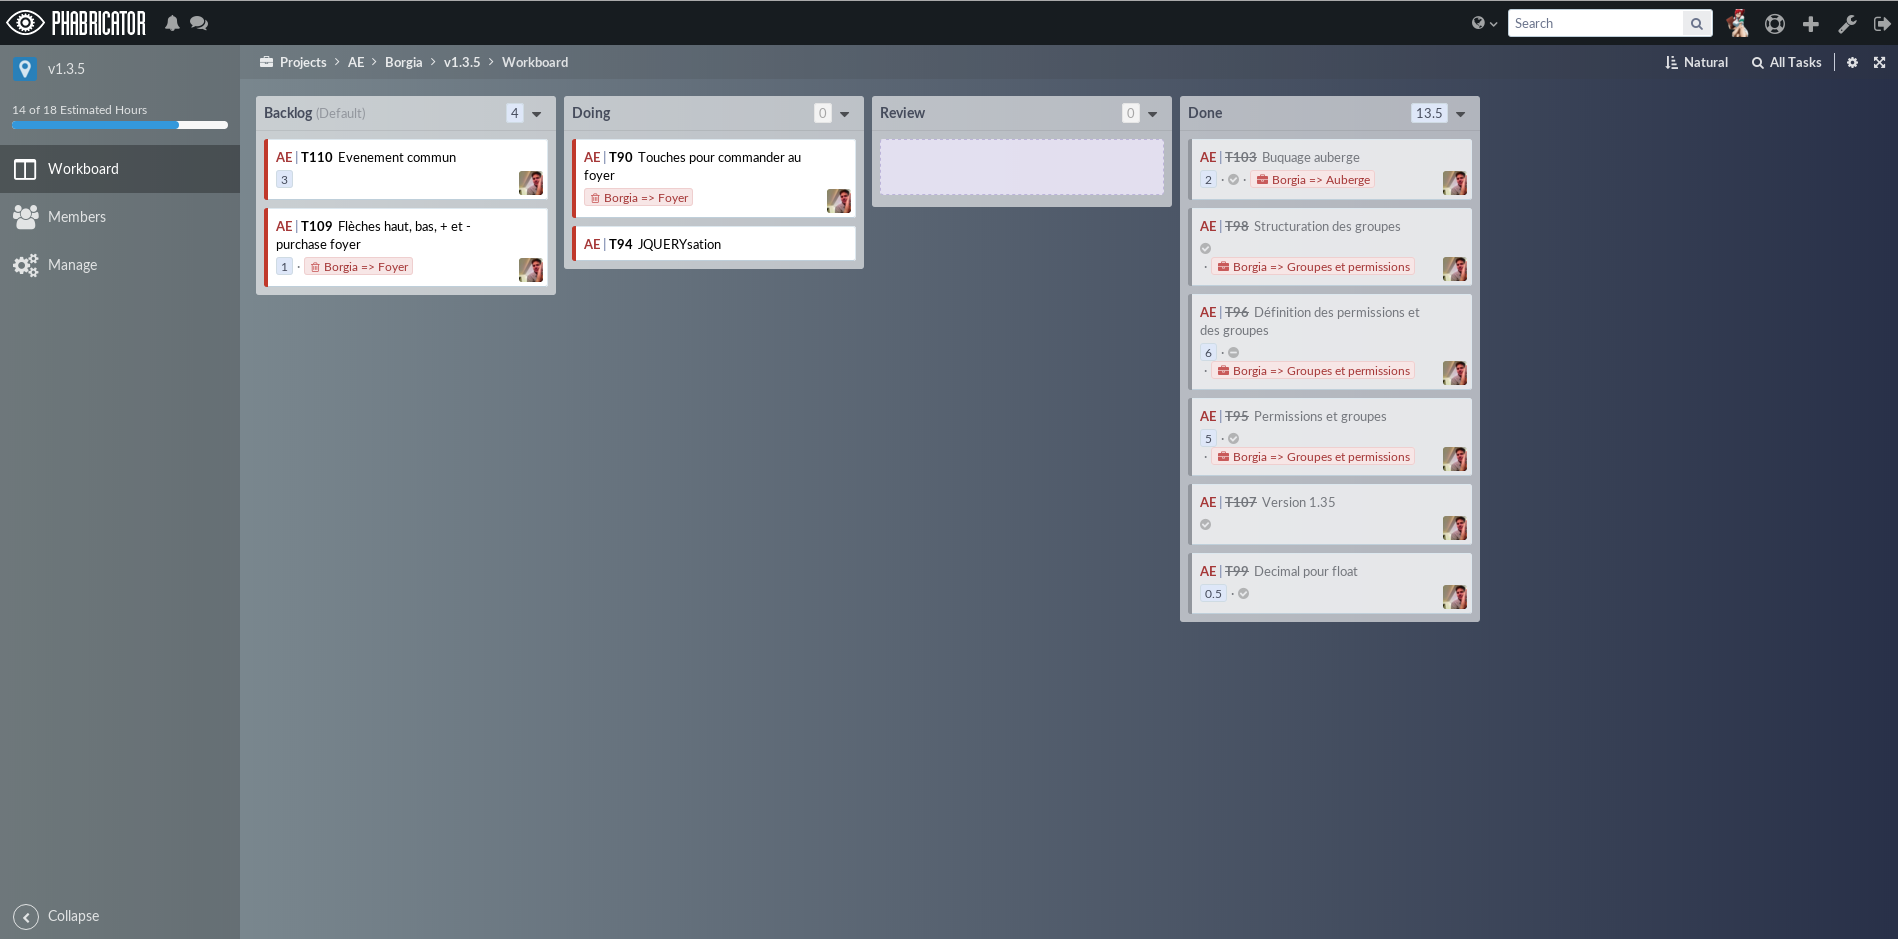 PHABRICATOR
Search
v1.3.5
14 of 18 Estimated Hours
Workboard
Members
Manage
Collapse
Projects > AE > Borgia > v1.3.5 > Workboard
Natural All Tasks
Backlog (Default) 4
AE | T110 Evenement commun
3
AE | T109 Flèches haut, bas, + et -
purchase foyer
1 · Borgia => Foyer
Doing 0
AE | T90 Touches pour commander au
foyer
Borgia => Foyer
AE | T94 JQUERYsation
Review 0
Done 13.5
AE | T103 Buquage auberge
2 · · Borgia => Auberge
AE | T98 Structuration des groupes
· Borgia => Groupes et permissions
AE | T96 Définition des permissions et
des groupes
6 ·
· Borgia => Groupes et permissions
AE | T95 Permissions et groupes
5 ·
· Borgia => Groupes et permissions
AE | T107 Version 1.35
AE | T99 Decimal pour float
0.5 ·